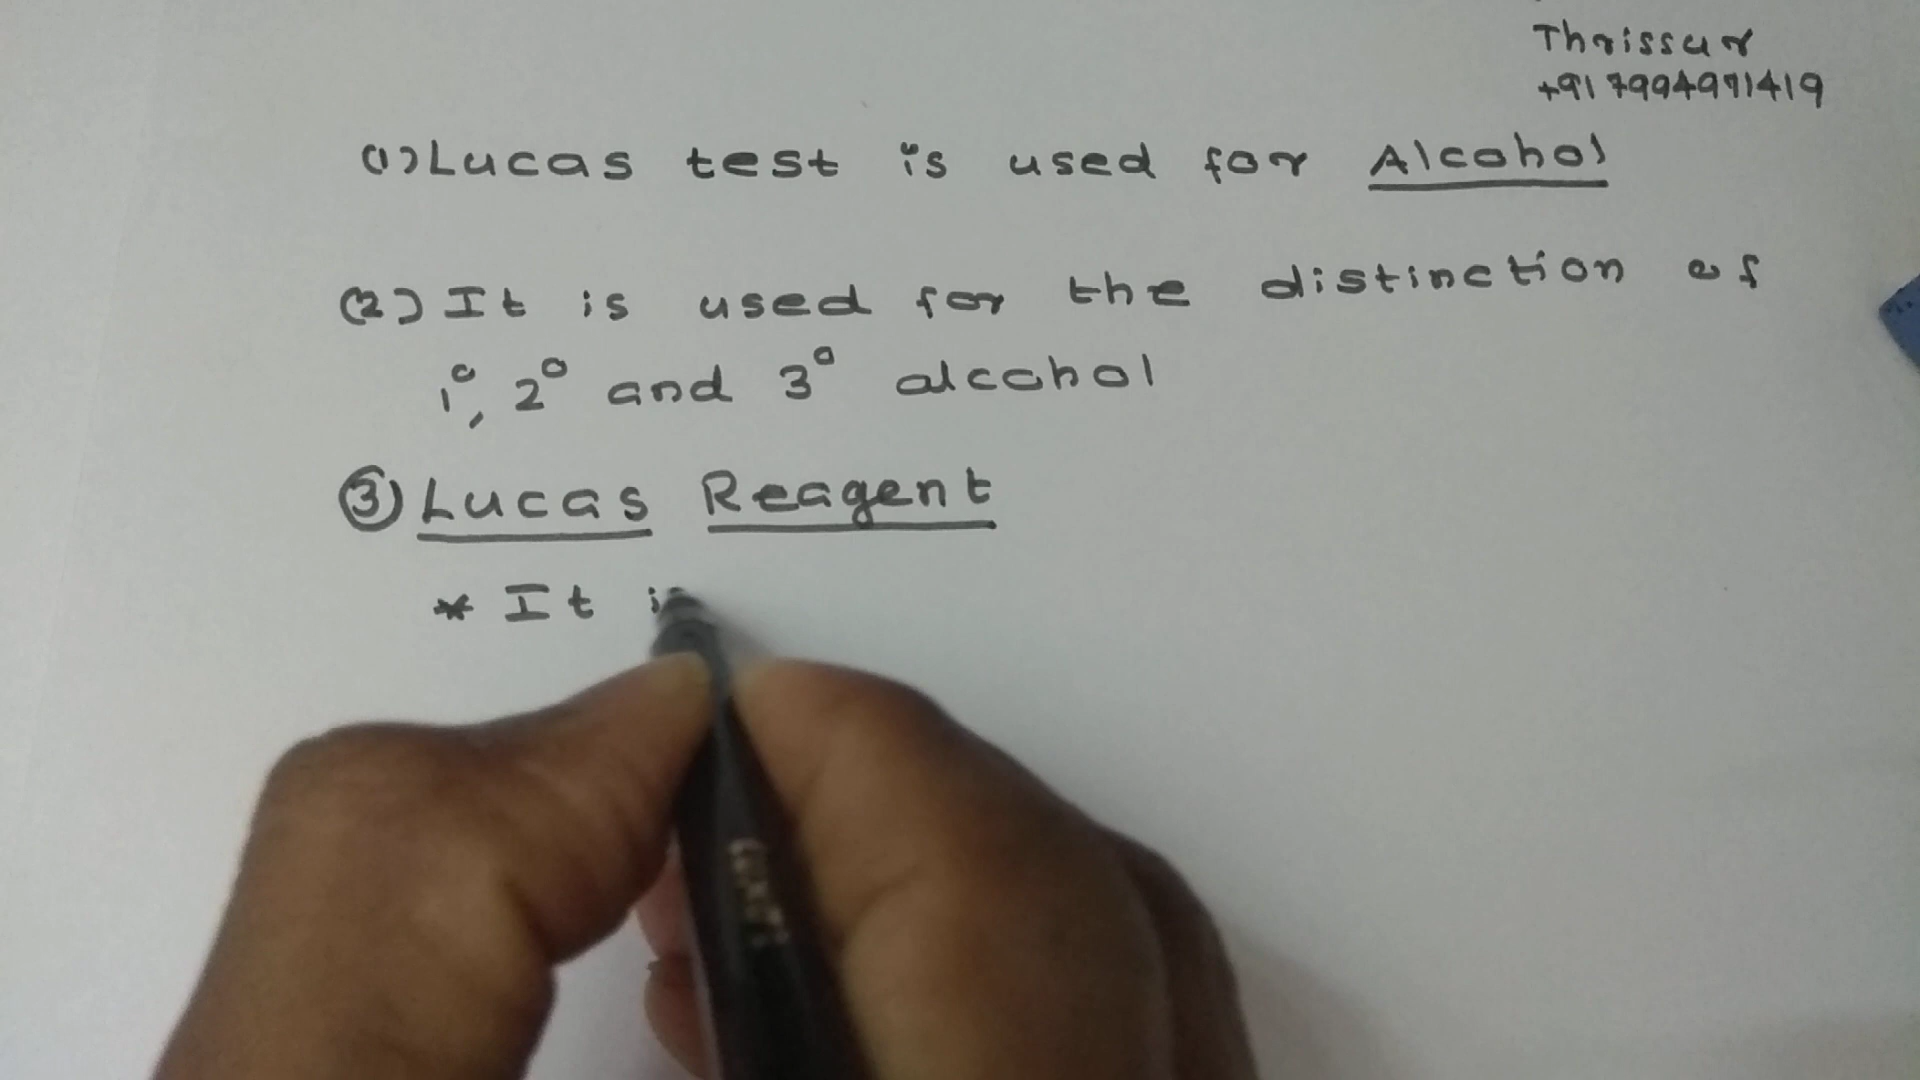 Thrissur
+91 7994971419
(1) Lucas test is used for Alcohol
(2) It is used for the distinction of
1°, 2° and 3° alcohol
③) Lucas Reagent
* It is